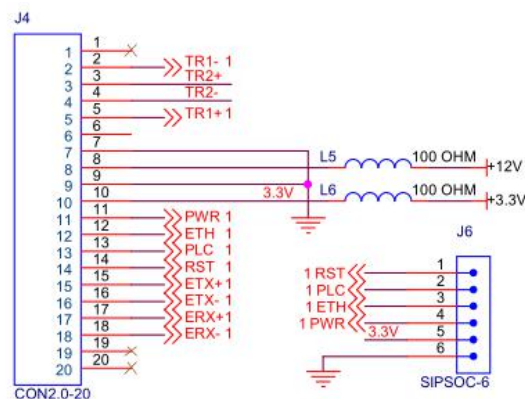 J4
1 1
2 2 TR1- 1
3 3 TR2+
4 4 TR2-
5 5 TR1+ 1
6 6
7 7
8 8 L5 100 OHM +12V
9 9
10 10 3.3V L6 100 OHM +3.3V
11 11 PWR 1
12 12 ETH 1
13 13 PLC 1
14 14 RST 1
15 15 ETX+ 1
16 16 ETX- 1
17 17 ERX+ 1
18 18 ERX- 1
19 19
20 20
CON2.0-20
J6
1 RST 1
1 PLC 2
1 ETH 3
1 PWR 4
3.3V 5
6
SIPSOC-6